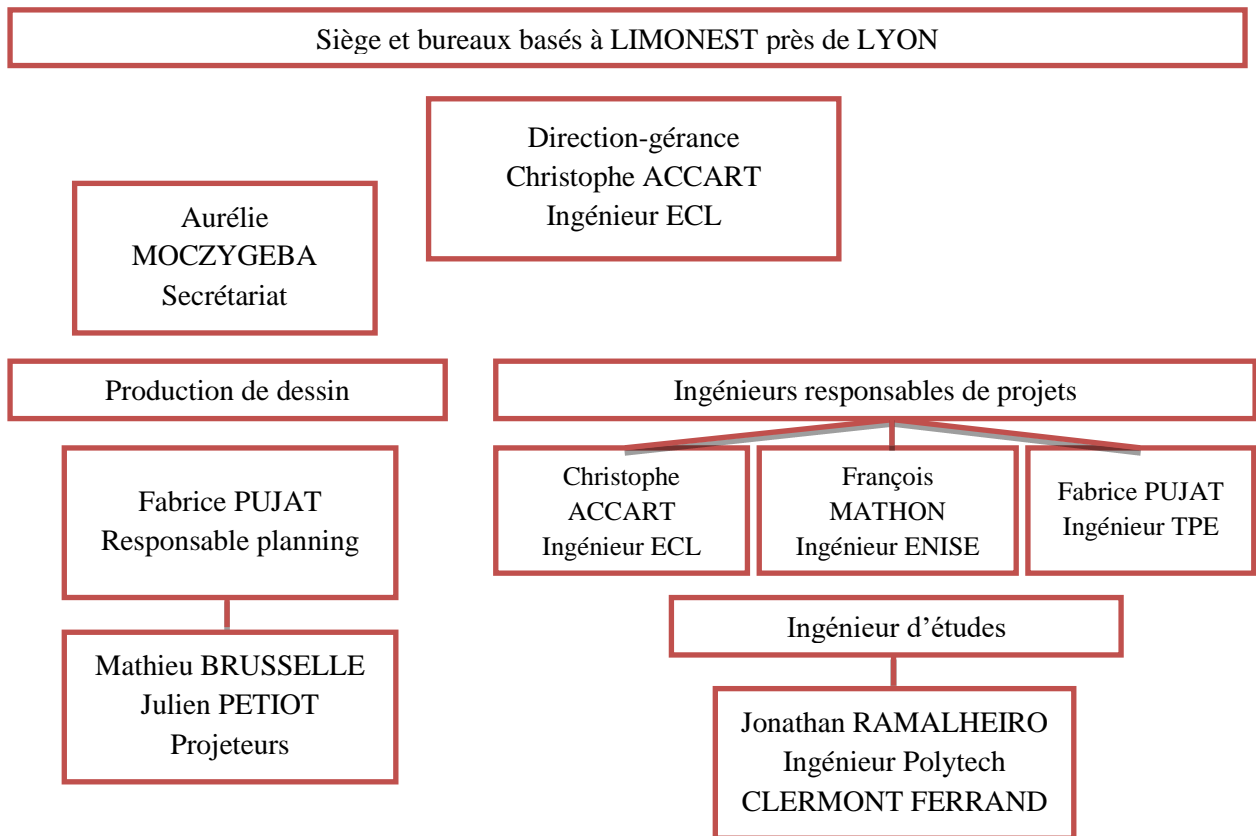 Siège et bureaux basés à LIMONEST près de LYON
Direction-gérance
Christophe ACCART
Ingénieur ECL
Aurélie
MOCZYGEBA
Secrétariat
Production de dessin
Fabrice PUJAT
Responsable planning
Mathieu BRUSSELLE
Julien PETIOT
Projeteurs
Ingénieurs responsables de projets
Christophe
ACCART
Ingénieur ECL
François
MATHON
Ingénieur ENISE
Fabrice PUJAT
Ingénieur TPE
Ingénieur d’études
Jonathan RAMALHEIRO
Ingénieur Polytech
CLERMONT FERRAND